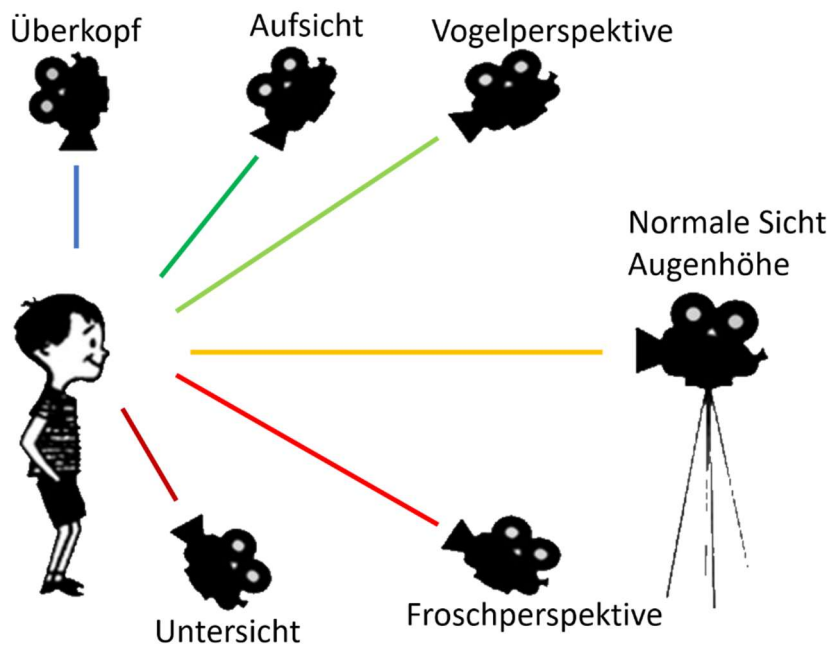 Überkopf
Aufsicht
Vogelperspektive
Normale Sicht
Augenhöhe
Froschperspektive
Untersicht